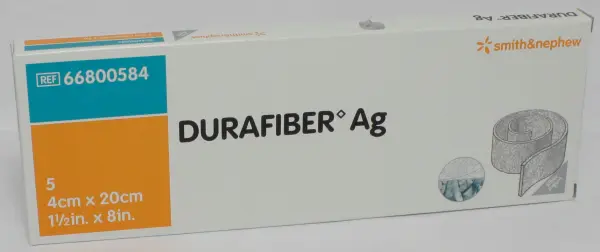 DURAFIBER Ag
smith&nephew
REF 66800584
DURAFIBER◊ Ag
5
4cm x 20cm
1½in. x 8in.